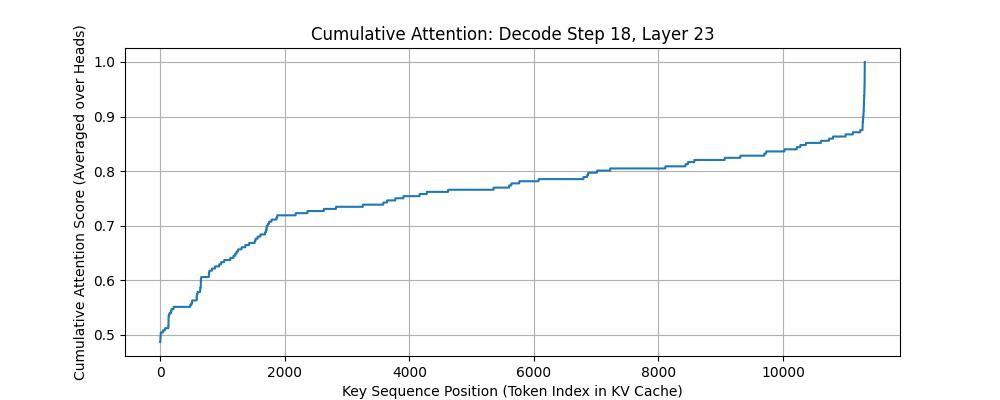 Cumulative Attention: Decode Step 18, Layer 23
Cumulative Attention Score (Averaged over Heads)
1.0
0.9
0.8
0.7
0.6
0.5
0 2000 4000 6000 8000 10000
Key Sequence Position (Token Index in KV Cache)